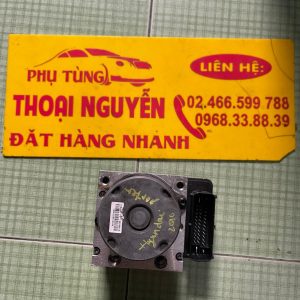 PHỤ TÙNG
LIÊN HỆ:
THOẠI NGUYỄN
02.466.599 788
0968.33.88.39
ĐẶT HÀNG NHANH